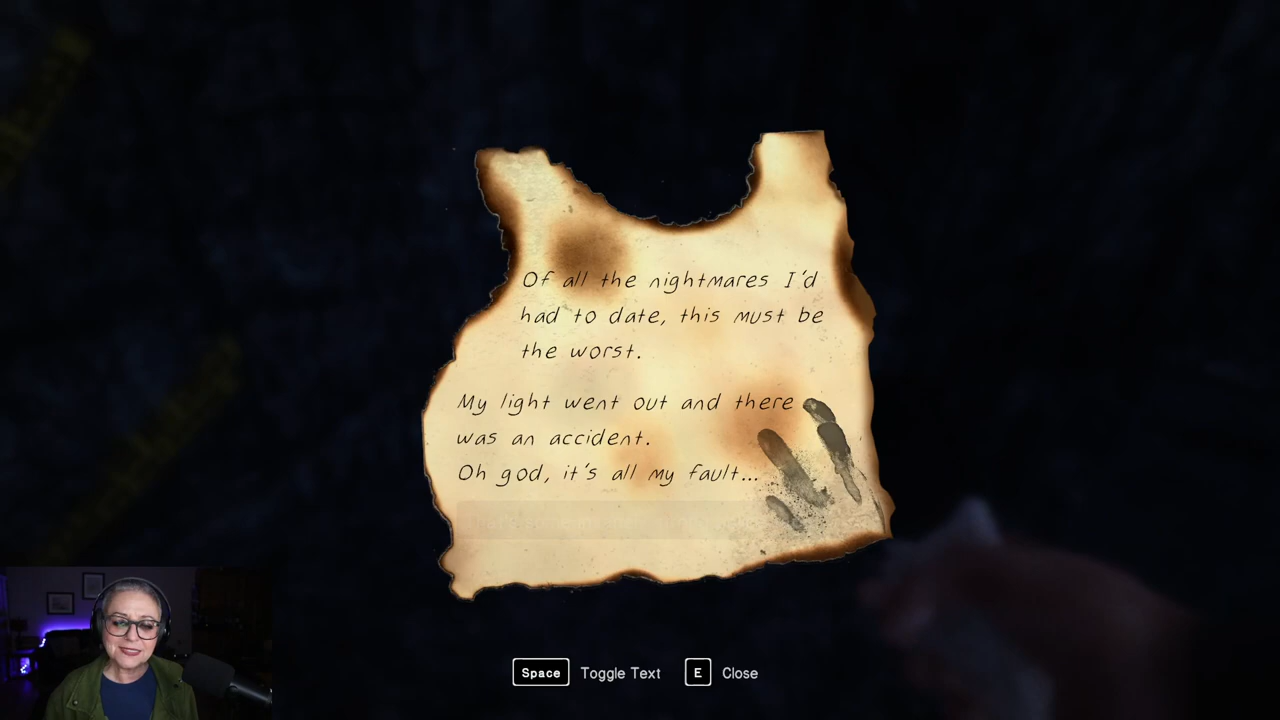 Of all the nightmares I'd
had to date, this must be
the worst.
My light went out and there
was an accident.
Oh god, it's all my fault...
Space Toggle Text E Close